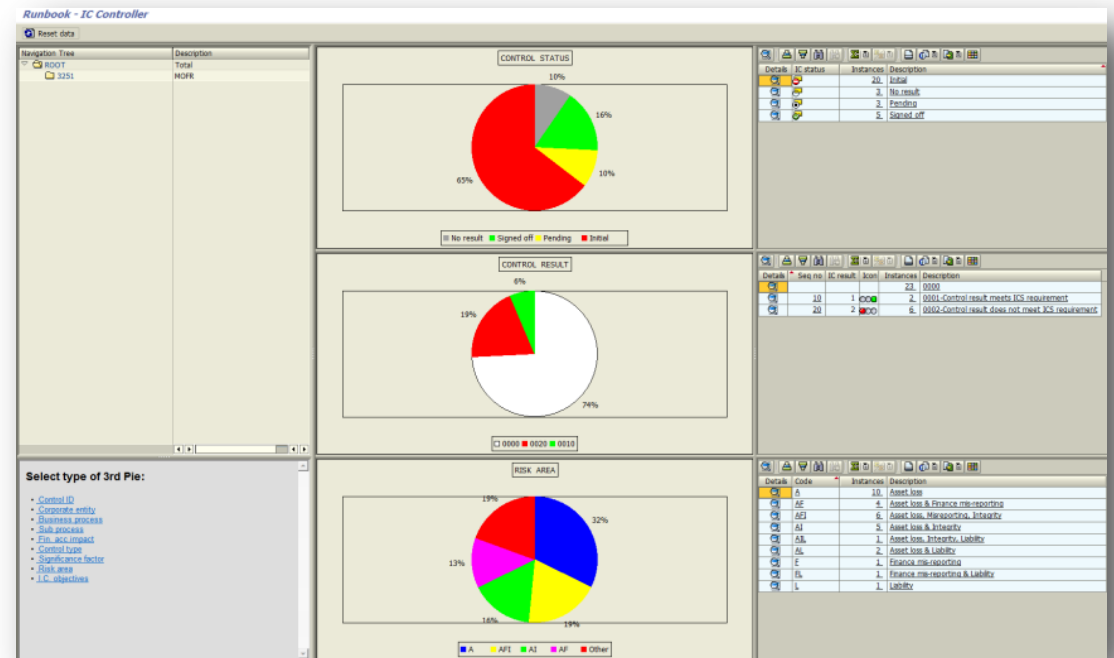 Runbook - IC Controller
Reset data
Navigation Tree Description
ROOT Total
3251 MOFR
CONTROL STATUS
10%
16%
10%
65%
No result Signed off Pending Initial
Details IC status Instances Description
20 Initial
3 No result
3 Pending
5 Signed off
CONTROL RESULT
6%
19%
74%
0000 0020 0010
Details Seq no IC result Icon Instances Description
23 0000
10 1 2 0001-Control result meets ICS requirement
20 2 6 0002-Control result does not meet ICS requirement
Select type of 3rd Pie:
Control ID
Corporate entity
Business process
Sub process
Fin. acc impact
Control type
Significance factor
Risk area
I.C. objectives
RISK AREA
19%
32%
13%
16%
19%
A AFI AI AF Other
Details Code Instances Description
A 10 Asset loss
AF 4 Asset loss & Finance mis-reporting
AFI 6 Asset loss, Misreporting, Integrity
AI 5 Asset loss & Integrity
AIL 1 Asset loss, Integrity, Liability
AL 2 Asset loss & Liability
F 1 Finance mis-reporting
FL 1 Finance mis-reporting & Liability
L 1 Liability